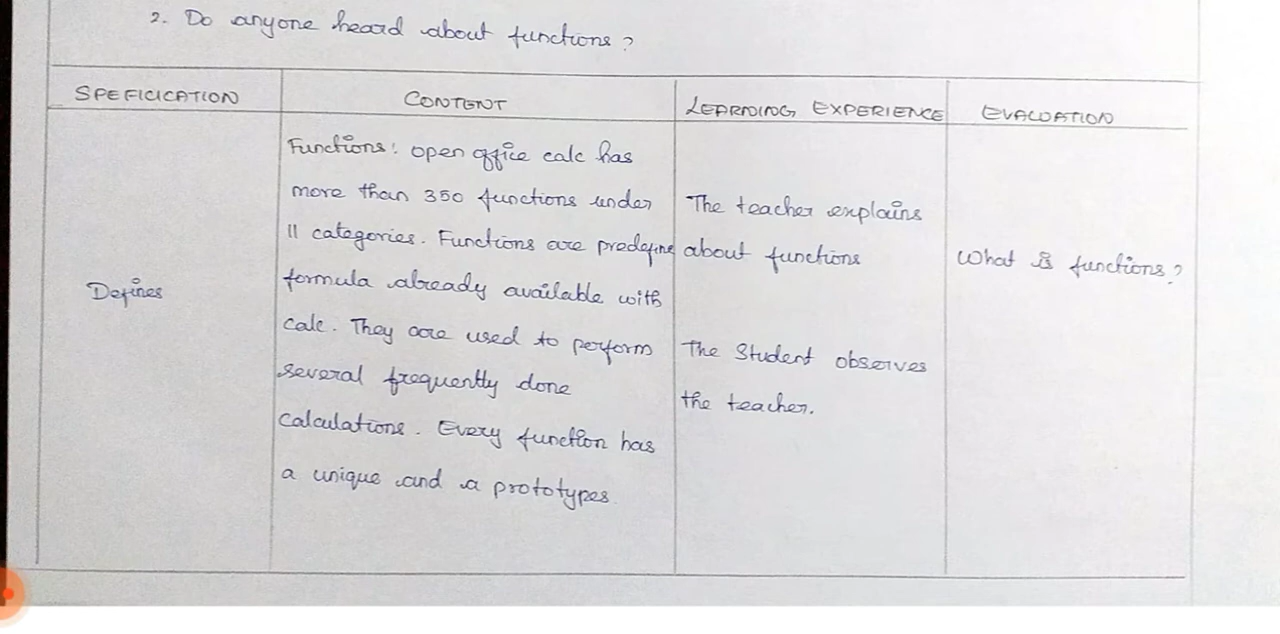 2. Do anyone heard about functions?
SPEFICICATION
CONTENT
LEARNING EXPERIENCE
EVALUATION
Defines
Functions: open office calc has
more than 350 functions under
11 categories. Functions are predefine
formula already available with
calc. They are used to perform
several frequently done
calculations. Every function has
a unique and a prototypes.
The teacher explains
about functions
The Student observes
the teacher.
What is functions?